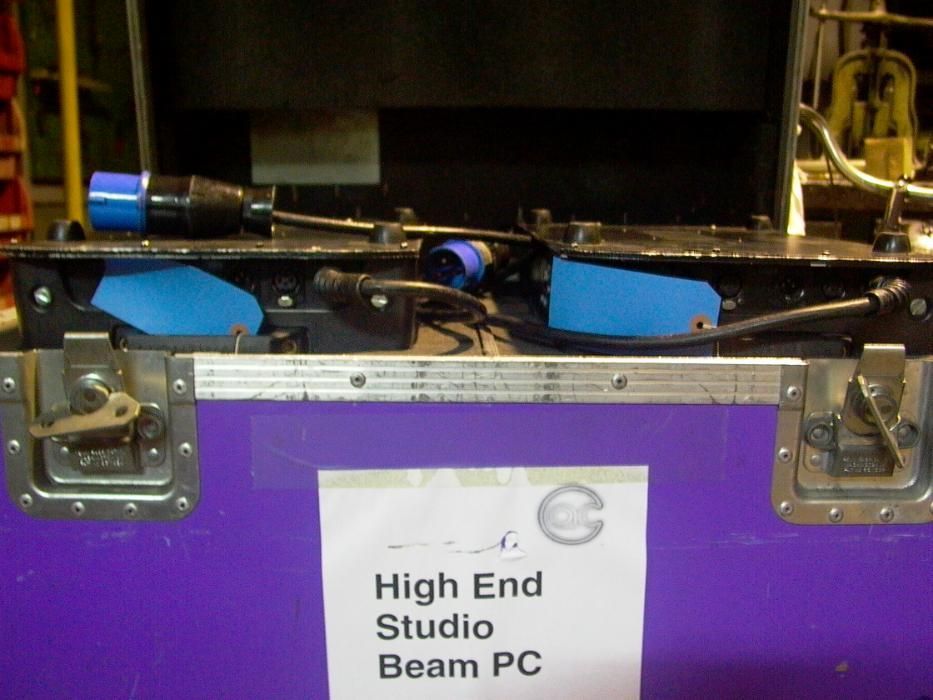 High End
Studio
Beam PC